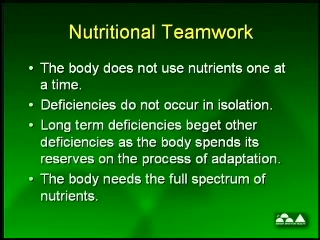 Nutritional Teamwork
• The body does not use nutrients one at
a time.
• Deficiencies do not occur in isolation.
• Long term deficiencies beget other
deficiencies as the body spends its
reserves on the process of adaptation.
• The body needs the full spectrum of
nutrients.